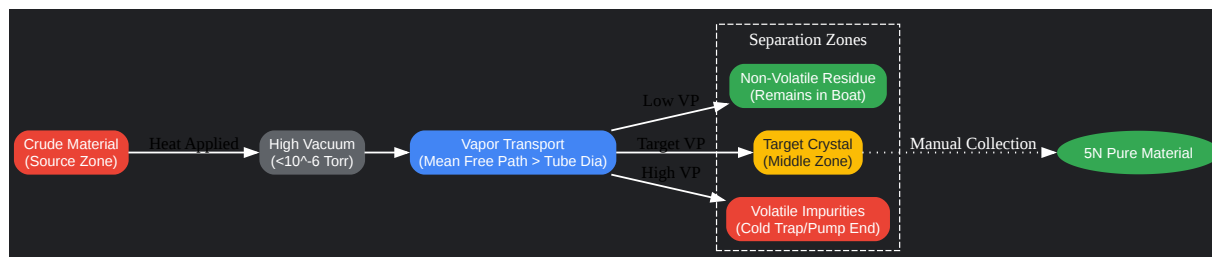 Crude Material
(Source Zone)
Heat Applied
High Vacuum
(<10^-6 Torr)
Vapor Transport
(Mean Free Path > Tube Dia)
Low VP
Target VP
High VP
Separation Zones
Non-Volatile Residue
(Remains in Boat)
Target Crystal
(Middle Zone)
Volatile Impurities
(Cold Trap/Pump End)
Manual Collection
5N Pure Material